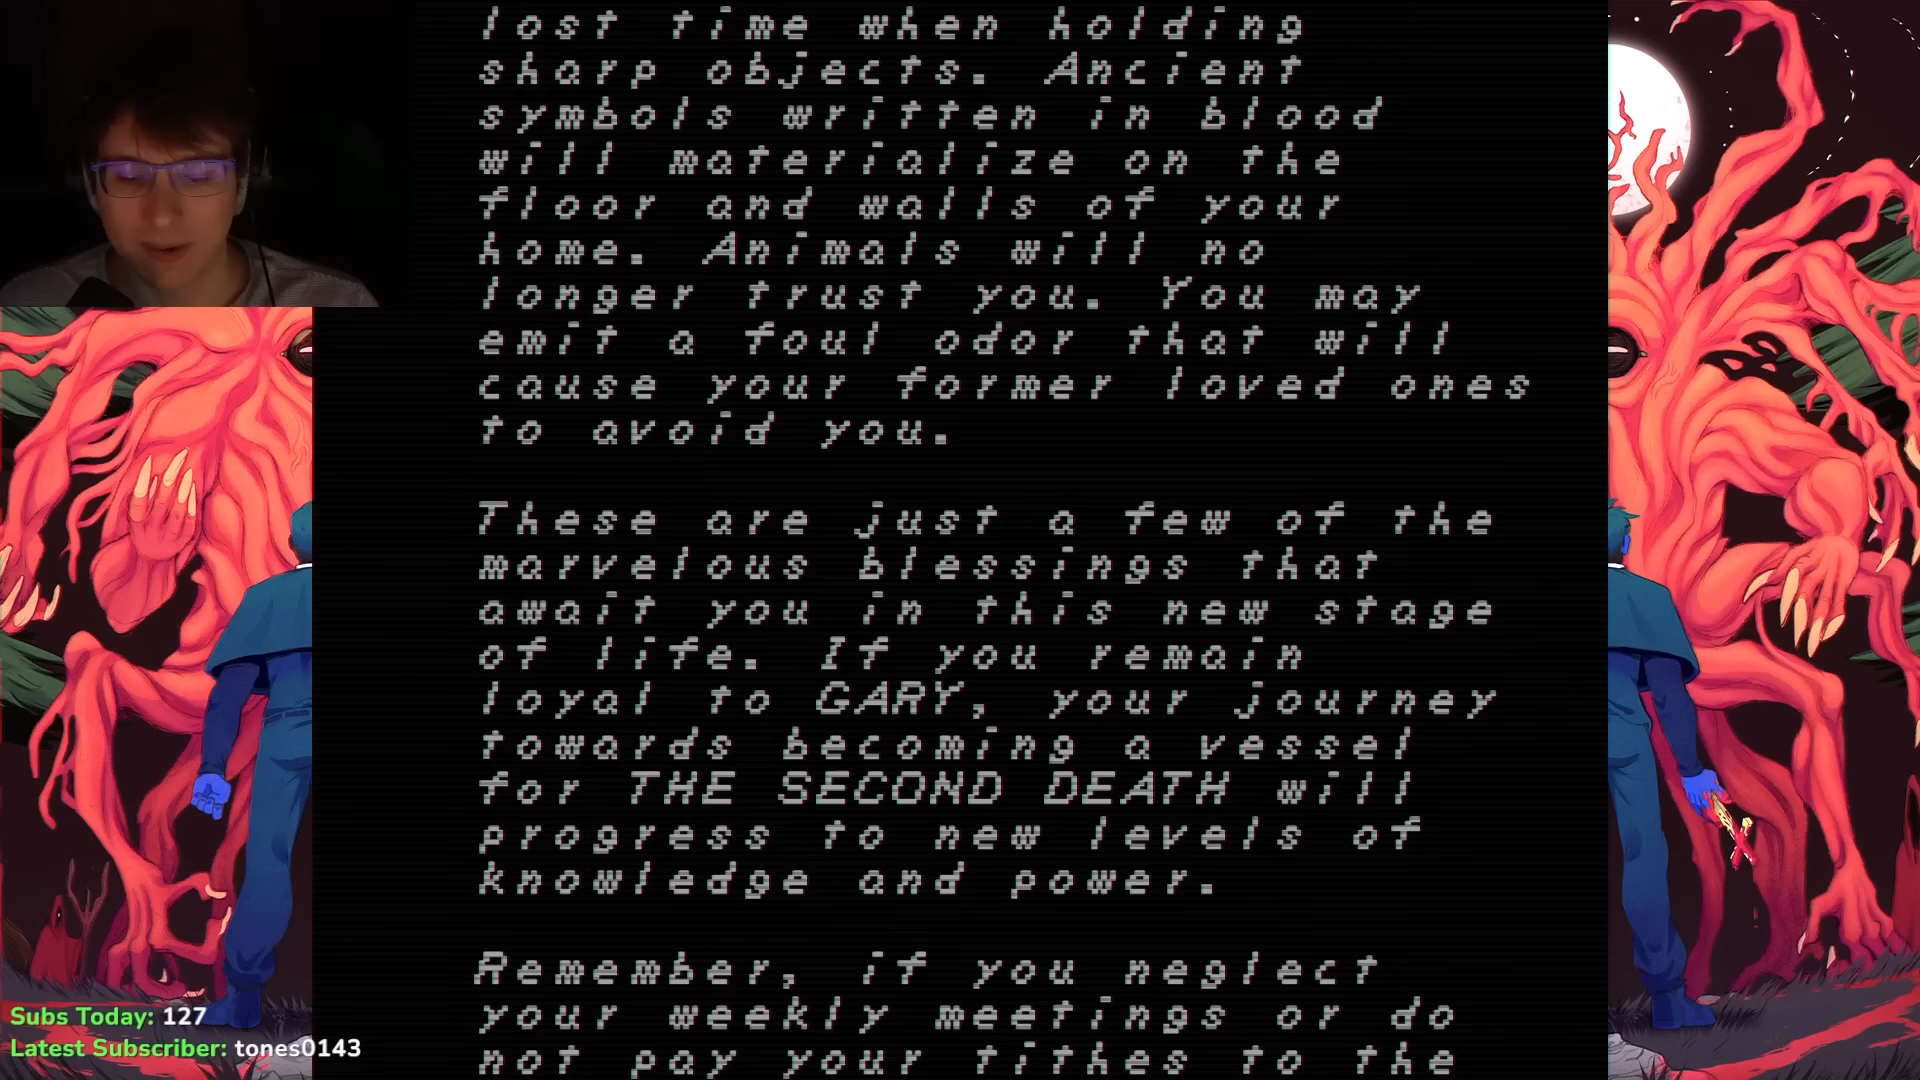 lost time when holding
sharp objects. Ancient
symbols written in blood
will materialize on the
floor and walls of your
home. Animals will no
longer trust you. You may
emit a foul odor that will
cause your former loved ones
to avoid you.
These are just a few of the
marvelous blessings that
await you in this new stage
of life. If you remain
loyal to GARY, your journey
towards becoming a vessel
for THE SECOND DEATH will
progress to new levels of
knowledge and power.
Remember, if you neglect
your weekly meetings or do
not pay your tithes to the
Subs Today: 127
Latest Subscriber: tones0143